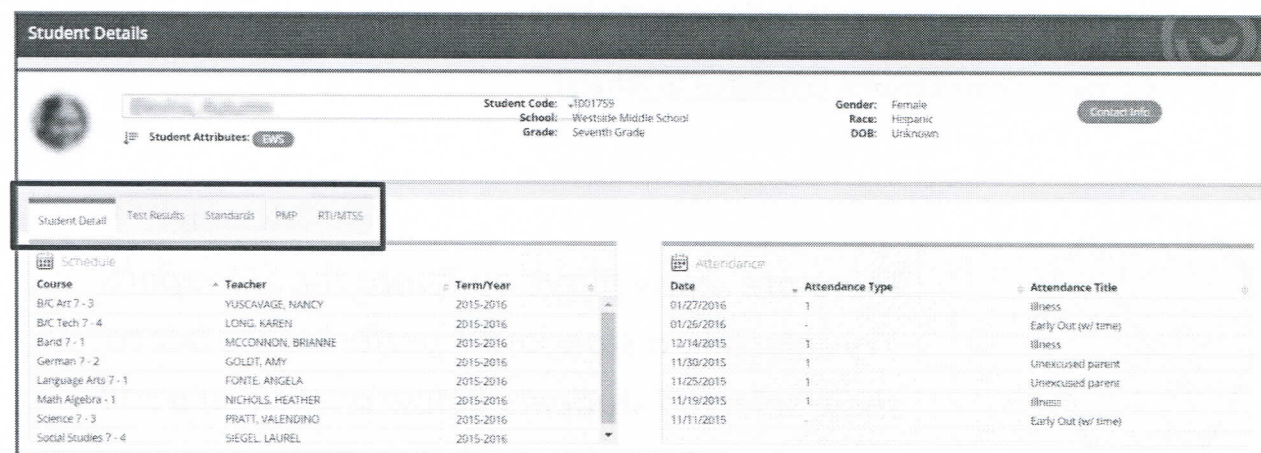 Student Details
Student Code: 1001759
School: Westside Middle School
Grade: Seventh Grade
Gender: Female
Race: Hispanic
DOB: Unknown
Contact Info
Student Attributes: EWS
Student Detail Test Results Standards PMP RTI/MTSS
Schedule
Course Teacher Term/Year
B/C Art 7 - 3 YUSCAVAGE, NANCY 2015-2016
B/C Tech 7 - 4 LONG, KAREN 2015-2016
Band 7 - 1 MCCONNON, BRIANNE 2015-2016
German 7 - 2 GOLDT, AMY 2015-2016
Language Arts 7 - 1 FONTE, ANGELA 2015-2016
Math Algebra - 1 NICHOLS, HEATHER 2015-2016
Science 7 - 3 PRATT, VALENDINO 2015-2016
Social Studies 7 - 4 SIEGEL, LAUREL 2015-2016
Attendance
Date Attendance Type Attendance Title
01/27/2016 1 Illness
01/26/2016 - Early Out (w/ time)
12/14/2015 1 Illness
11/30/2015 1 Unexcused parent
11/25/2015 1 Unexcused parent
11/19/2015 1 Illness
11/11/2015 - Early Out (w/ time)